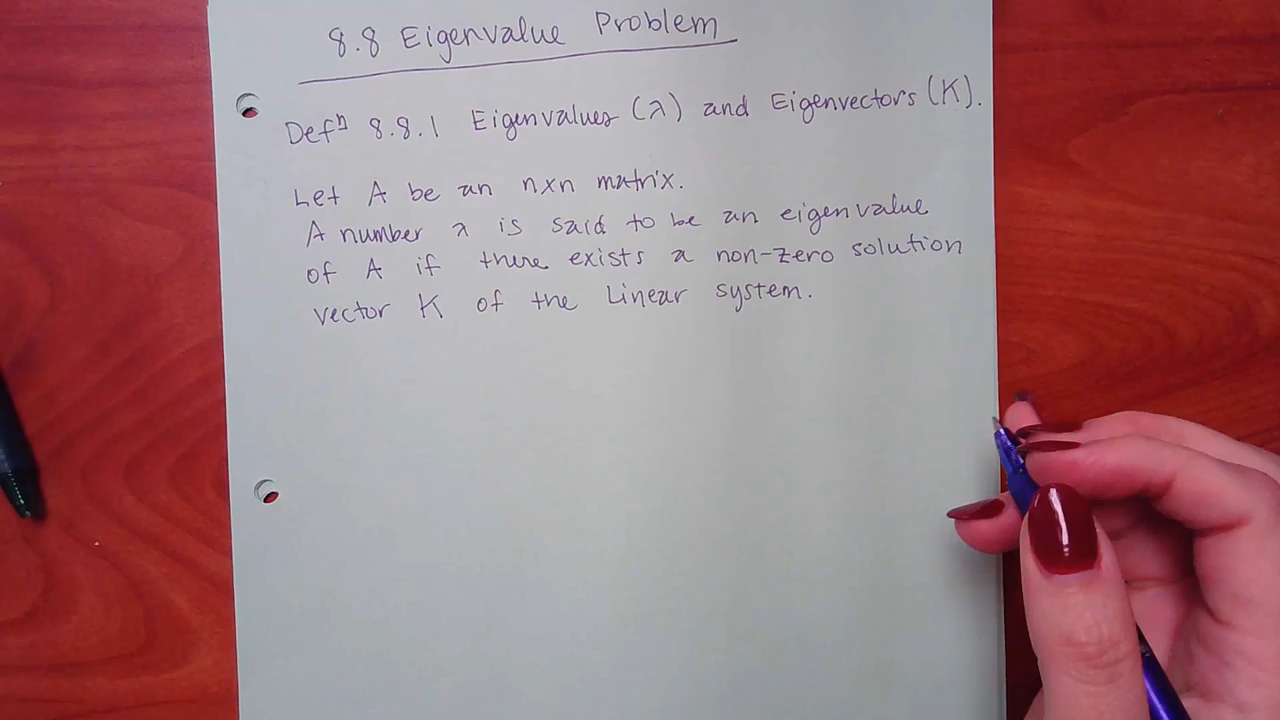 8.8 Eigenvalue Problem
Defⁿ 8.8.1 Eigenvalues (λ) and Eigenvectors (K).
Let A be an nxn matrix.
A number λ is said to be an eigenvalue
of A if there exists a non-zero solution
vector K of the Linear system.